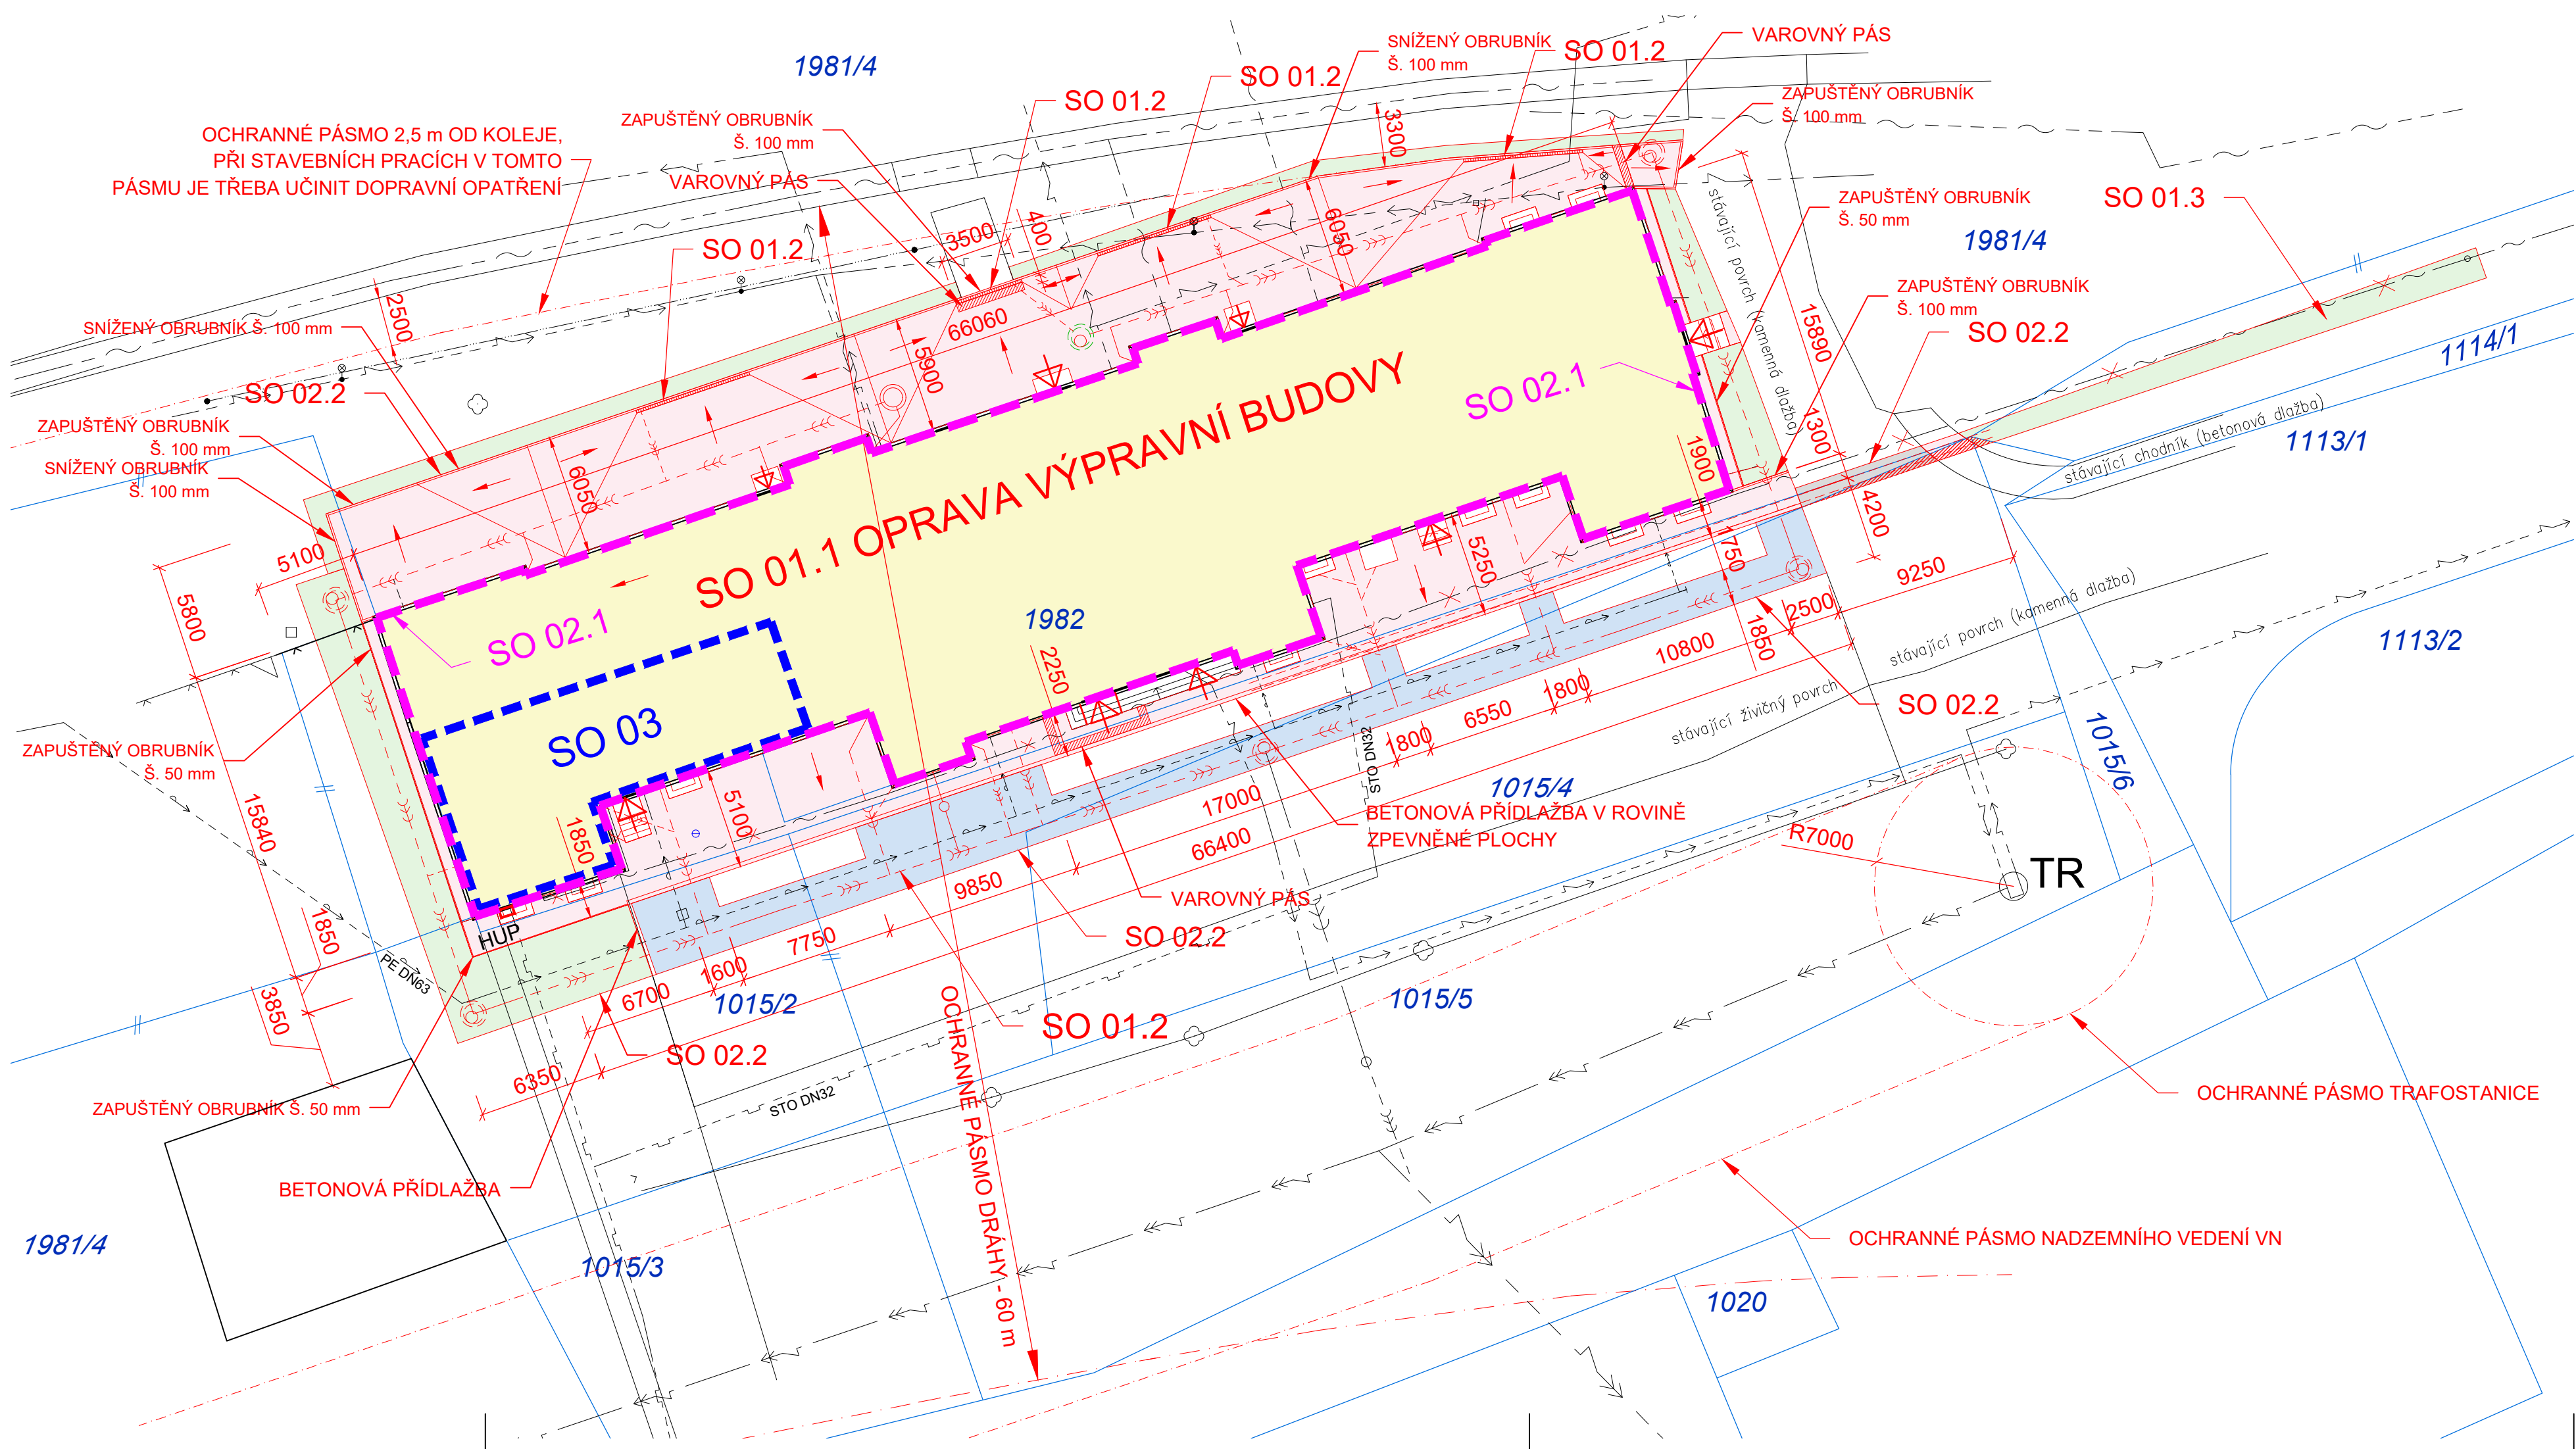 1981/4
SNÍŽENÝ OBRUBNÍK
Š. 100 mm
SO 01.2
VAROVNÝ PÁS
SO 01.2
SO 01.2
ZAPUŠTĚNÝ OBRUBNÍK
Š. 100 mm
ZAPUŠTĚNÝ OBRUBNÍK
Š. 100 mm
3300
OCHRANNÉ PÁSMO 2,5 m OD KOLEJE,
PŘI STAVEBNÍCH PRACÍCH V TOMTO
PÁSMU JE TŘEBA UČINIT DOPRAVNÍ OPATŘENÍ
VAROVNÝ PÁS
ZAPUŠTĚNÝ OBRUBNÍK
Š. 50 mm
SO 01.3
1981/4
SO 01.2
3500
400
6050
stávající povrch (kamenná dlažba)
ZAPUŠTĚNÝ OBRUBNÍK
Š. 100 mm
SO 02.2
15890
1114/1
2500
SNÍŽENÝ OBRUBNÍK Š. 100 mm
66060
5900
SO 02.2
SO 02.1
1300
stávající chodník (betonová dlažba)
1113/1
ZAPUŠTĚNÝ OBRUBNÍK
Š. 100 mm
SNÍŽENÝ OBRUBNÍK
Š. 100 mm
6050
SO 01.1 OPRAVA VÝPRAVNÍ BUDOVY
1900
4200
5100
5250
1750
9250
5800
SO 02.1
1982
2500
1850
stávající povrch (kamenná dlažba)
1113/2
10800
2250
SO 03
1800
6550
SO 02.2
stávající živičný povrch
1015/6
ZAPUŠTĚNÝ OBRUBNÍK
Š. 50 mm
1800
STO DN32
1015/4
17000
BETONOVÁ PŘÍDLAŽBA V ROVINĚ
ZPEVNĚNÉ PLOCHY
15840
5100
1850
66400
R7000
TR
9850
VAROVNÝ PÁS
1850
HUP
7750
SO 02.2
PE DN63
1600
6700
1015/2
1015/5
3850
SO 01.2
SO 02.2
6350
OCHRANNÉ PÁSMO DRÁHY - 60 m
STO DN32
ZAPUŠTĚNÝ OBRUBNÍK Š. 50 mm
OCHRANNÉ PÁSMO TRAFOSTANICE
BETONOVÁ PŘÍDLAŽBA
1981/4
1015/3
OCHRANNÉ PÁSMO NADZEMNÍHO VEDENÍ VN
1020